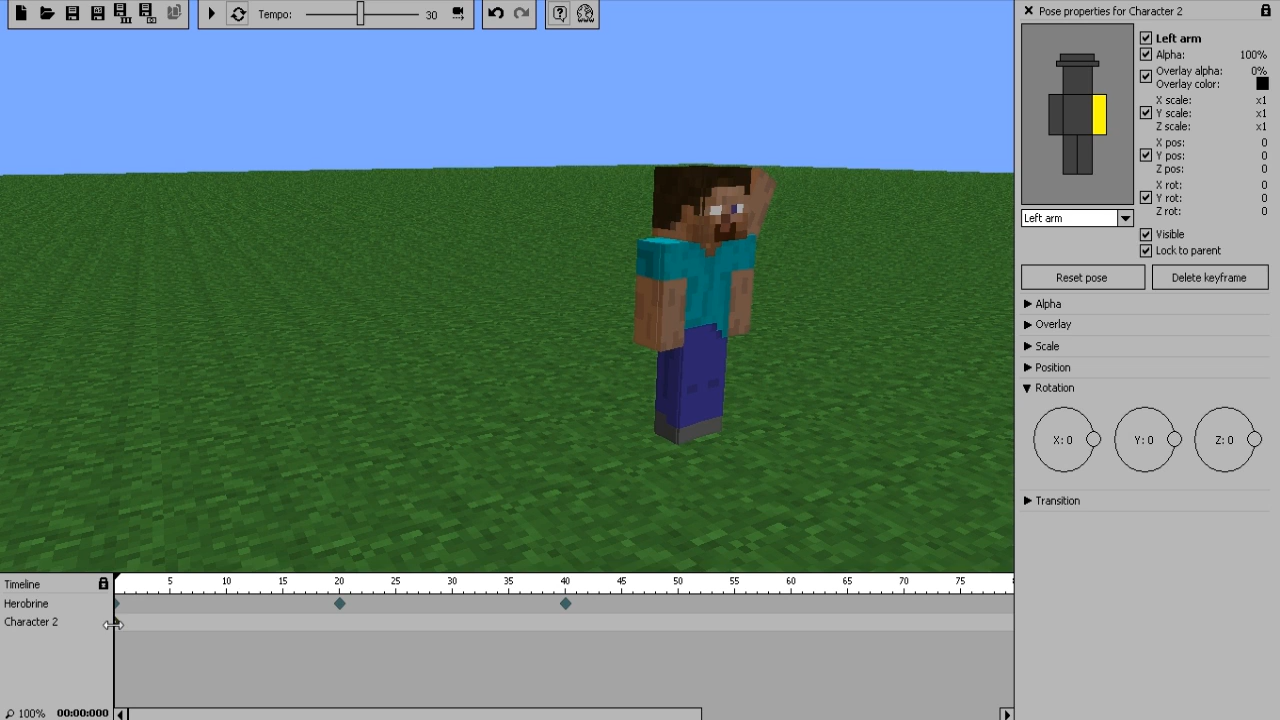 Tempo: 30
Pose properties for Character 2
Left arm
Alpha: 100%
Overlay alpha: 0%
Overlay color:
X scale: x1
Y scale: x1
Z scale: x1
X pos: 0
Y pos: 0
Z pos: 0
X rot: 0
Y rot: 0
Z rot: 0
Left arm
Visible
Lock to parent
Reset pose Delete keyframe
Alpha
Overlay
Scale
Position
Rotation
X: 0 Y: 0 Z: 0
Transition
Timeline 5 10 15 20 25 30 35 40 45 50 55 60 65 70 75
Herobrine
Character 2
100% 00:00:000